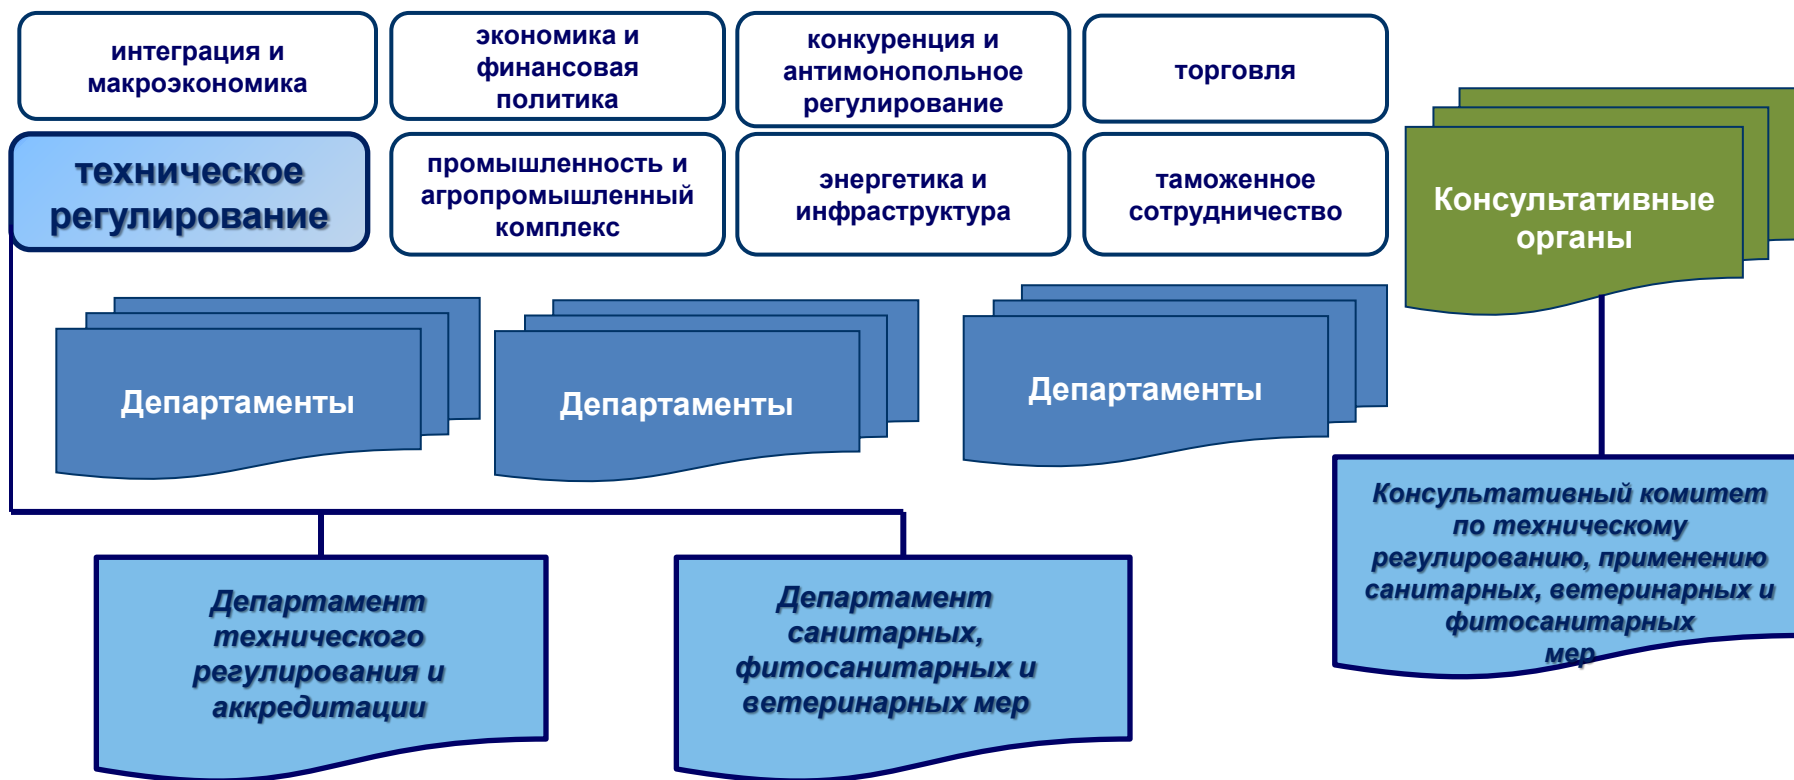 интеграция и
макроэкономика
экономика и
финансовая
политика
конкуренция и
антимонопольное
регулирование
торговля
техническое
регулирование
промышленность и
агропромышленный
комплекс
энергетика и
инфраструктура
таможенное
сотрудничество
Консультативные
органы
Департаменты
Департаменты
Департаменты
Департамент
технического
регулирования и
аккредитации
Департамент
санитарных,
фитосанитарных и
ветеринарных мер
Консультативный комитет
по техническому
регулированию, применению
санитарных, ветеринарных и
фитосанитарных
мер